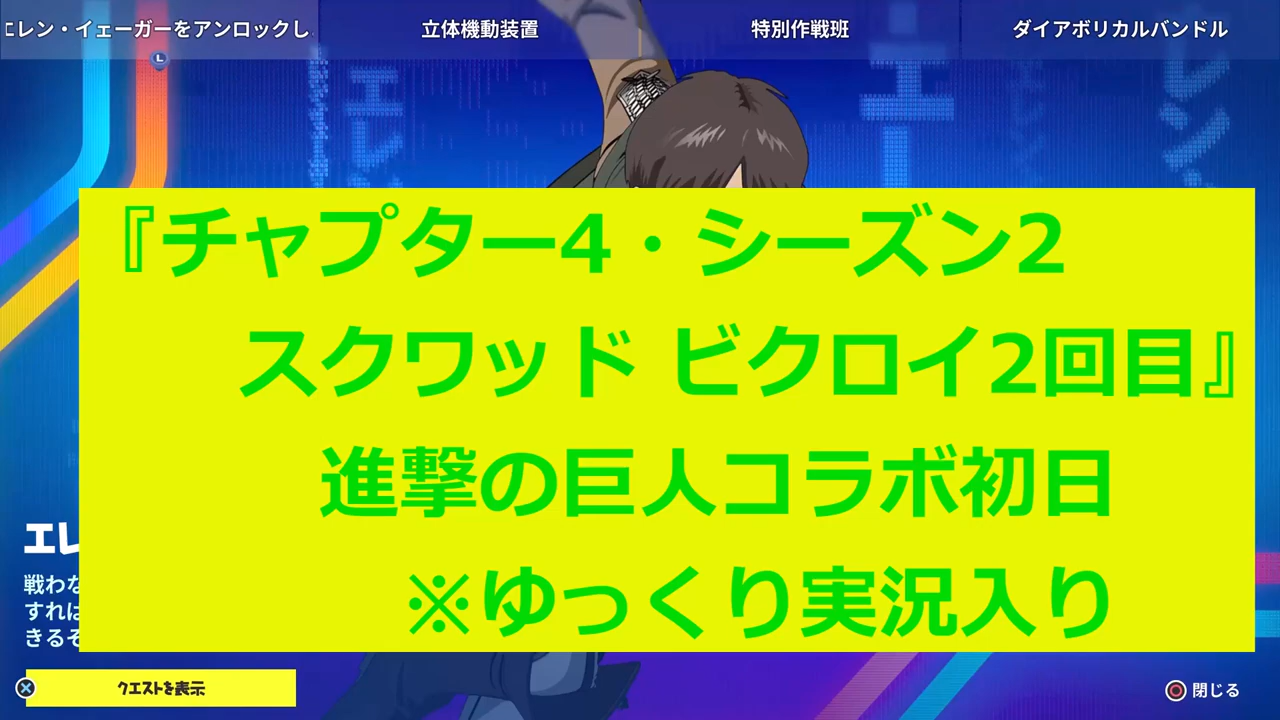 エレン・イェーガーをアンロックし
立体機動装置
特別作戦班
ダイアボリカルバンドル
L
『チャプター4・シーズン2
スクワッド ビクロイ2回目』
進撃の巨人コラボ初日
※ゆっくり実況入り
エレ
戦わな
すれば
きるそ
クエストを表示
閉じる